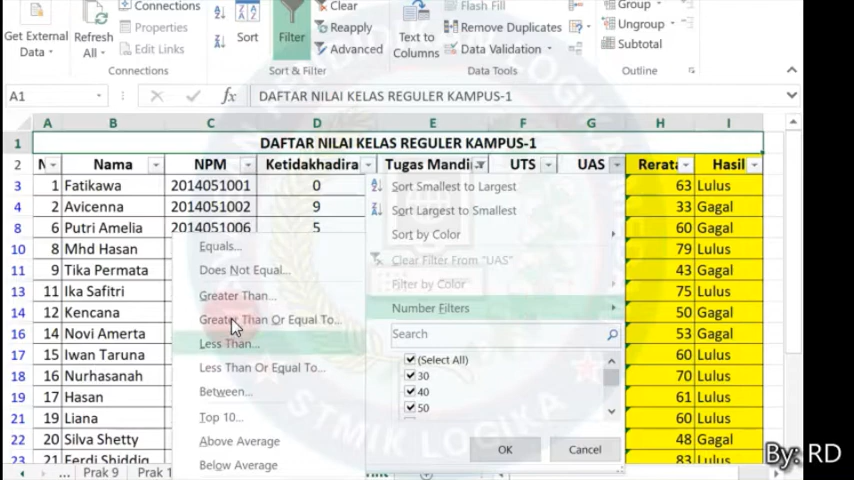 Connections Clear Flash Fill Group
Properties Reapply Remove Duplicates Ungroup
Get External Data Refresh All Edit Links Sort Filter Advanced Text to Columns Data Validation Subtotal
Connections Sort & Filter Data Tools Outline
A1 fx DAFTAR NILAI KELAS REGULER KAMPUS-1
A B C D E F G H I
1 DAFTAR NILAI KELAS REGULER KAMPUS-1
2 N Nama NPM Ketidakhadira Tugas Mandi UTS UAS Rerata Hasil
3 1 Fatikawa 2014051001 0 63 Lulus
4 2 Avicenna 2014051002 9 33 Gagal
8 6 Putri Amelia 2014051006 5 60 Gagal
10 8 Mhd Hasan 79 Lulus
11 9 Tika Permata 43 Gagal
13 11 Ika Safitri 75 Lulus
14 12 Kencana 50 Gagal
16 14 Novi Amerta 53 Gagal
17 15 Iwan Taruna 60 Lulus
18 16 Nurhasanah 70 Lulus
19 17 Hasan 61 Lulus
21 19 Liana 60 Lulus
22 20 Silva Shetty 48 Gagal
23 21 Ferdi Shiddiq 83 Lulus
Sort Smallest to Largest
Sort Largest to Smallest
Sort by Color
Clear Filter From "UAS"
Filter by Color
Number Filters
Search
(Select All)
30
40
50
OK Cancel
Equals...
Does Not Equal...
Greater Than...
Greater Than Or Equal To...
Less Than...
Less Than Or Equal To...
Between...
Top 10...
Above Average
Below Average
... Prak 9 Prak 1
STMIK LOGIKA
By: RD